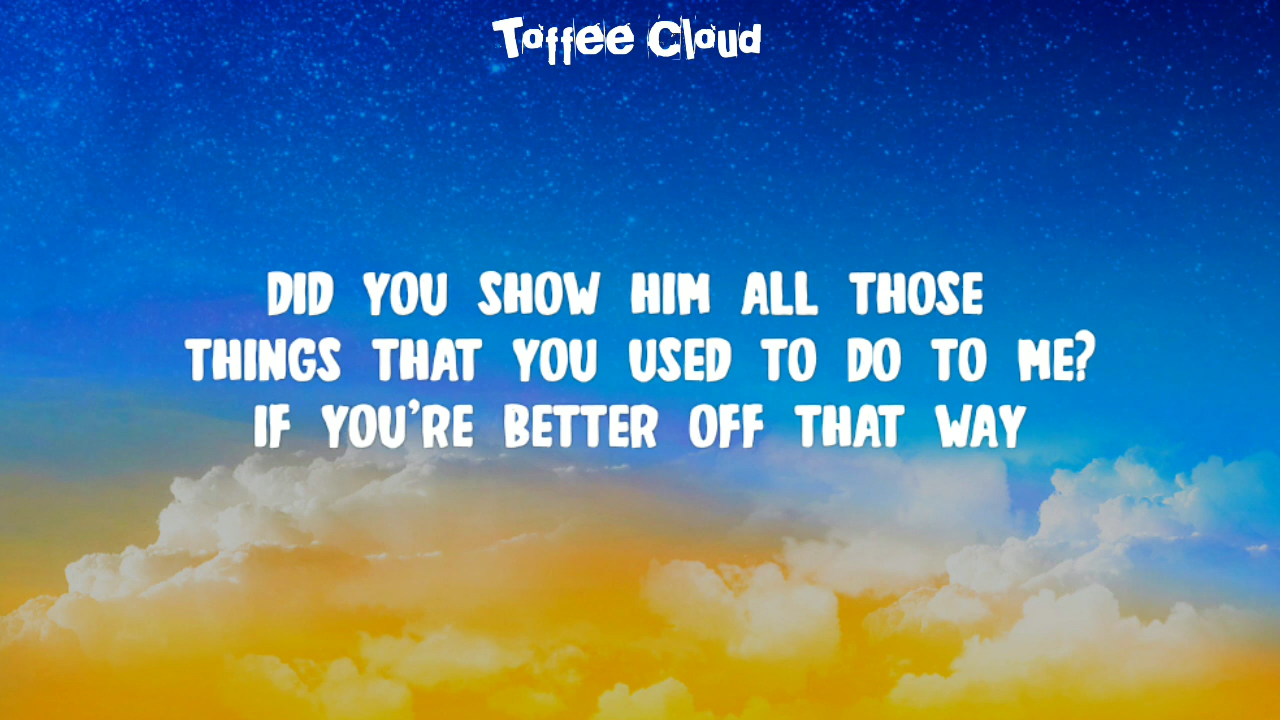 Toffee Cloud
DID YOU SHOW HIM ALL THOSE
THINGS THAT YOU USED TO DO TO ME?
IF YOU'RE BETTER OFF THAT WAY